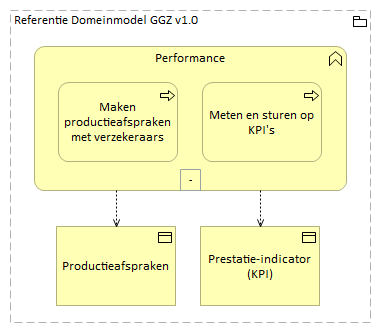 Referentie Domeinmodel GGZ v1.0
Performance
Maken
productieafspraken
met verzekeraars
Meten en sturen op
KPI's
-
Productieafspraken
Prestatie-indicator
(KPI)